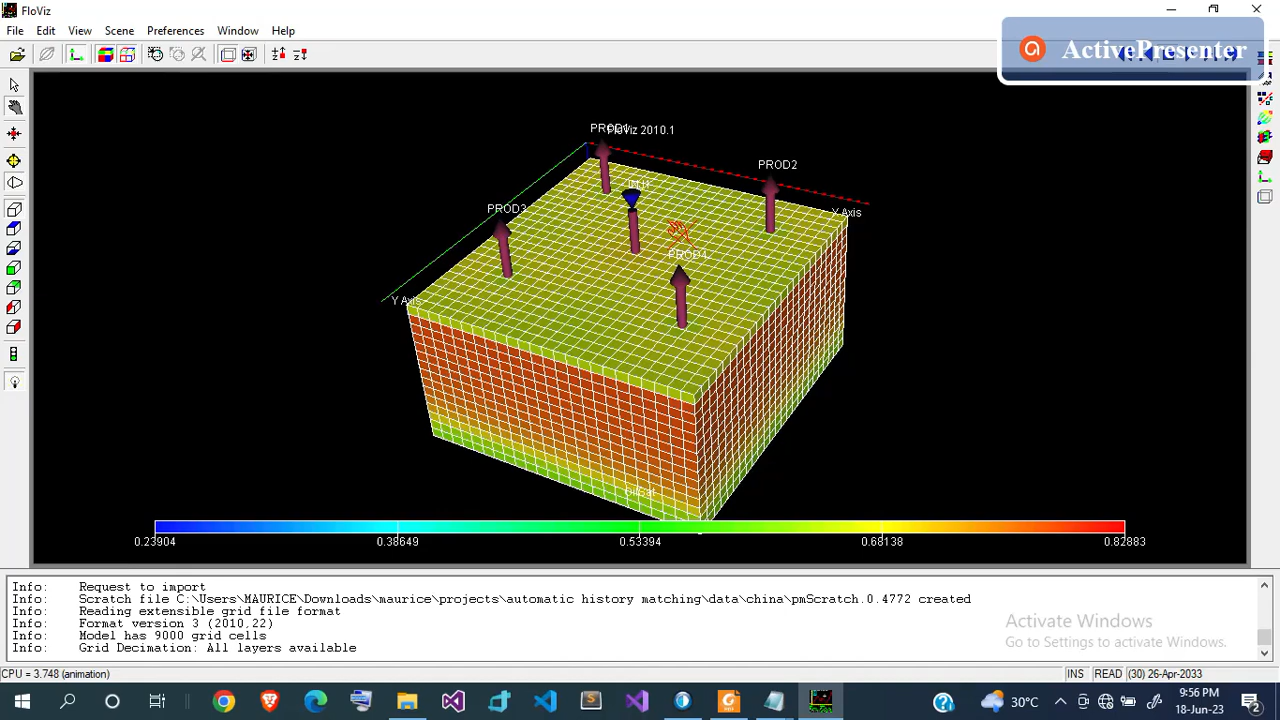 FloViz
File Edit View Scene Preferences Window Help
ActivePresenter
PROD1
FloViz 2010.1
PROD2
PROD3
X Axis
PROD4
Y Axis
OilSat
0.23904 0.38649 0.53394 0.68138 0.82883
Info: Request to import
Info: Scratch file C:\Users\MAURICE\Downloads\maurice\projects\automatic history matching\data\china\pmScratch.0.4772 created
Info: Reading extensible grid file format
Info: Format version 3 (2010,22)
Info: Model has 9000 grid cells
Info: Grid Decimation: All layers available
Activate Windows
Go to Settings to activate Windows.
CPU = 3.748 (animation) INS READ (30) 26-Apr-2033
30°C
9:56 PM
18-Jun-23
2